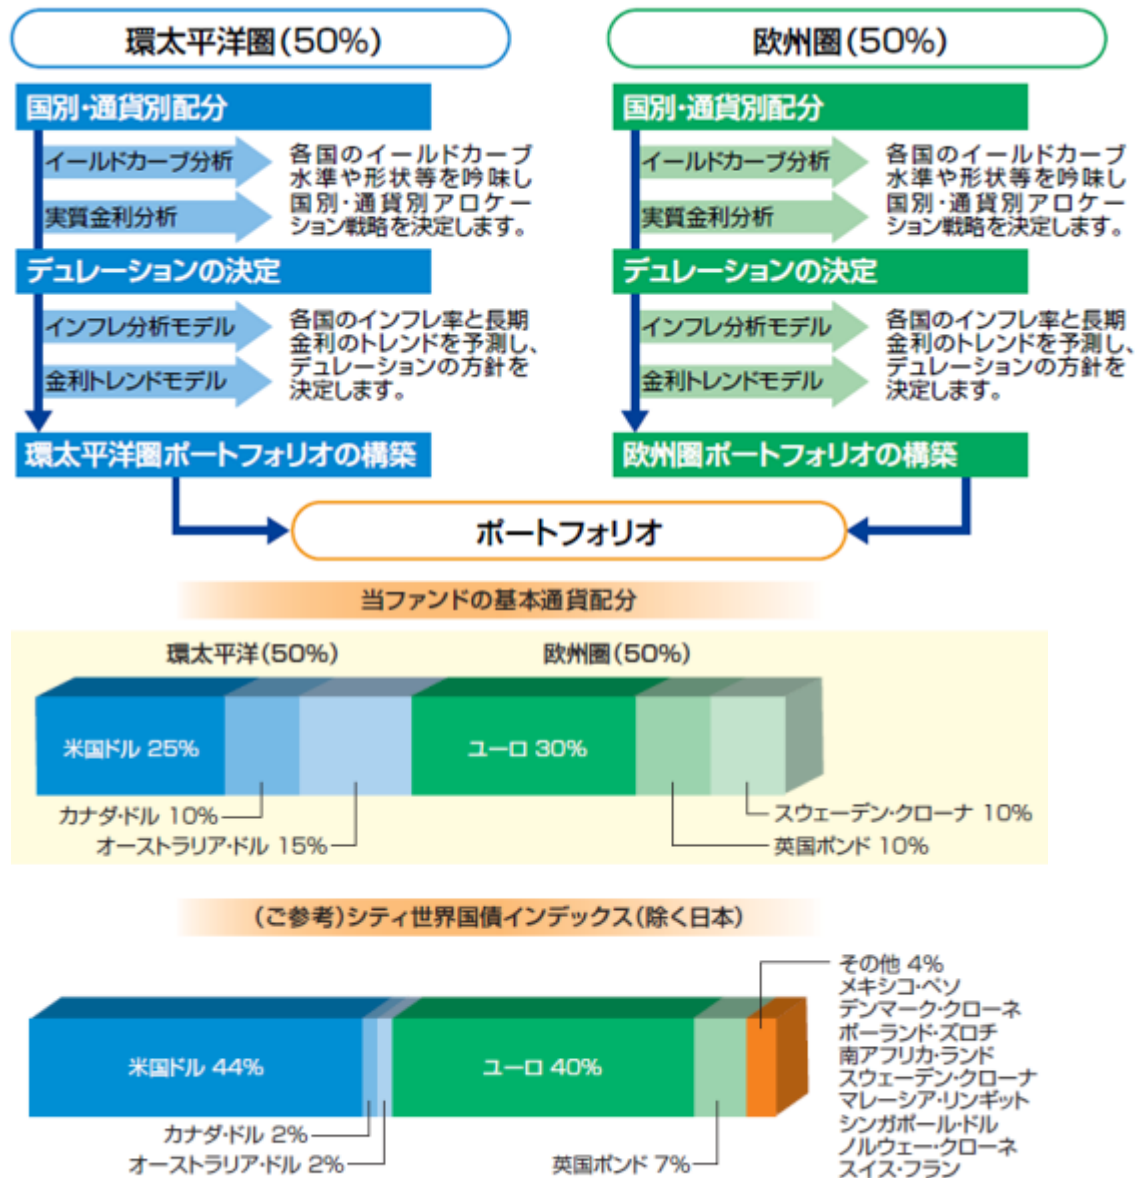 環太平洋圏(50%)
国別・通貨別配分
イールドカーブ分析
実質金利分析
各国のイールドカーブ
水準や形状等を吟味し
国別・通貨別アロケー
ション戦略を決定します。
デュレーションの決定
インフレ分析モデル
金利トレンドモデル
各国のインフレ率と長期
金利のトレンドを予測し、
デュレーションの方針を
決定します。
環太平洋圏ポートフォリオの構築
欧州圏(50%)
国別・通貨別配分
イールドカーブ分析
実質金利分析
各国のイールドカーブ
水準や形状等を吟味し
国別・通貨別アロケー
ション戦略を決定します。
デュレーションの決定
インフレ分析モデル
金利トレンドモデル
各国のインフレ率と長期
金利のトレンドを予測し、
デュレーションの方針を
決定します。
欧州圏ポートフォリオの構築
ポートフォリオ
当ファンドの基本通貨配分
環太平洋(50%)
欧州圏(50%)
米国ドル 25%
ユーロ 30%
カナダ・ドル 10%
オーストラリア・ドル 15%
スウェーデン・クローナ 10%
英国ポンド 10%
(ご参考)シティ世界国債インデックス(除く日本)
米国ドル 44%
ユーロ 40%
カナダ・ドル 2%
オーストラリア・ドル 2%
英国ポンド 7%
その他 4%
メキシコ・ペソ
デンマーク・クローネ
ポーランド・ズロチ
南アフリカ・ランド
スウェーデン・クローナ
マレーシア・リンギット
シンガポール・ドル
ノルウェー・クローネ
スイス・フラン